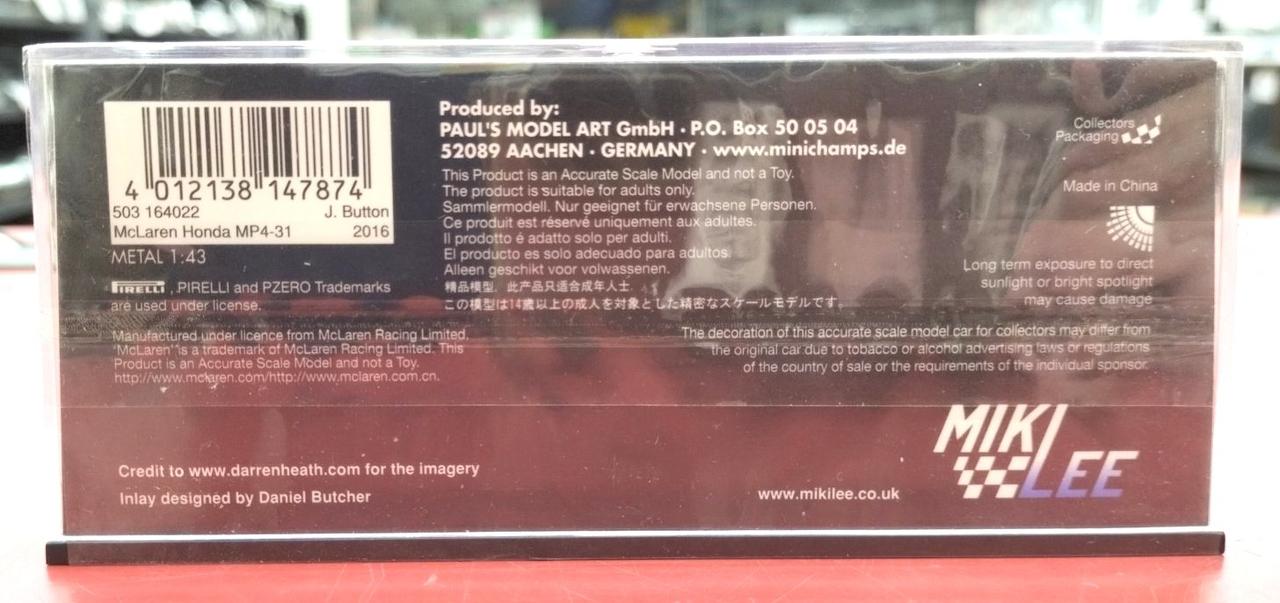 4 012138 147874
503 164022 J. Button
McLaren Honda MP4-31 2016
METAL 1:43
PIRELLI , PIRELLI and PZERO Trademarks
are used under license.
Manufactured under licence from McLaren Racing Limited.
'McLaren' is a trademark of McLaren Racing Limited. This
Product is an Accurate Scale Model and not a Toy.
http://www.mclaren.com/http://www.mclaren.com.cn.
Produced by:
PAUL'S MODEL ART GmbH · P.O. Box 50 05 04
52089 AACHEN · GERMANY · www.minichamps.de
This Product is an Accurate Scale Model and not a Toy.
The product is suitable for adults only.
Sammlermodell. Nur geeignet für erwachsene Personen.
Ce produit est réservé uniquement aux adultes.
Il prodotto é adatto solo per adulti.
El producto es solo adecuado para adultos.
Alleen geschikt voor volwassenen.
精品模型. 此产品只适合成年人士.
この模型は14歳以上の成人を対象とした精密なスケールモデルです。
Collectors
Packaging
Made in China
Long term exposure to direct
sunlight or bright spotlight
may cause damage
The decoration of this accurate scale model car for collectors may differ from
the original car due to tobacco or alcohol advertising laws or regulations
of the country of sale or the requirements of the individual sponsor.
Credit to www.darrenheath.com for the imagery
Inlay designed by Daniel Butcher
www.mikilee.co.uk
MIKI
LEE